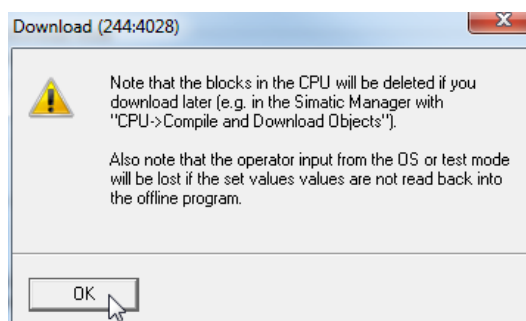 Download (244:4028)
Note that the blocks in the CPU will be deleted if you
download later (e.g. in the Simatic Manager with
"CPU->Compile and Download Objects").
Also note that the operator input from the OS or test mode
will be lost if the set values values are not read back into
the offline program.
OK